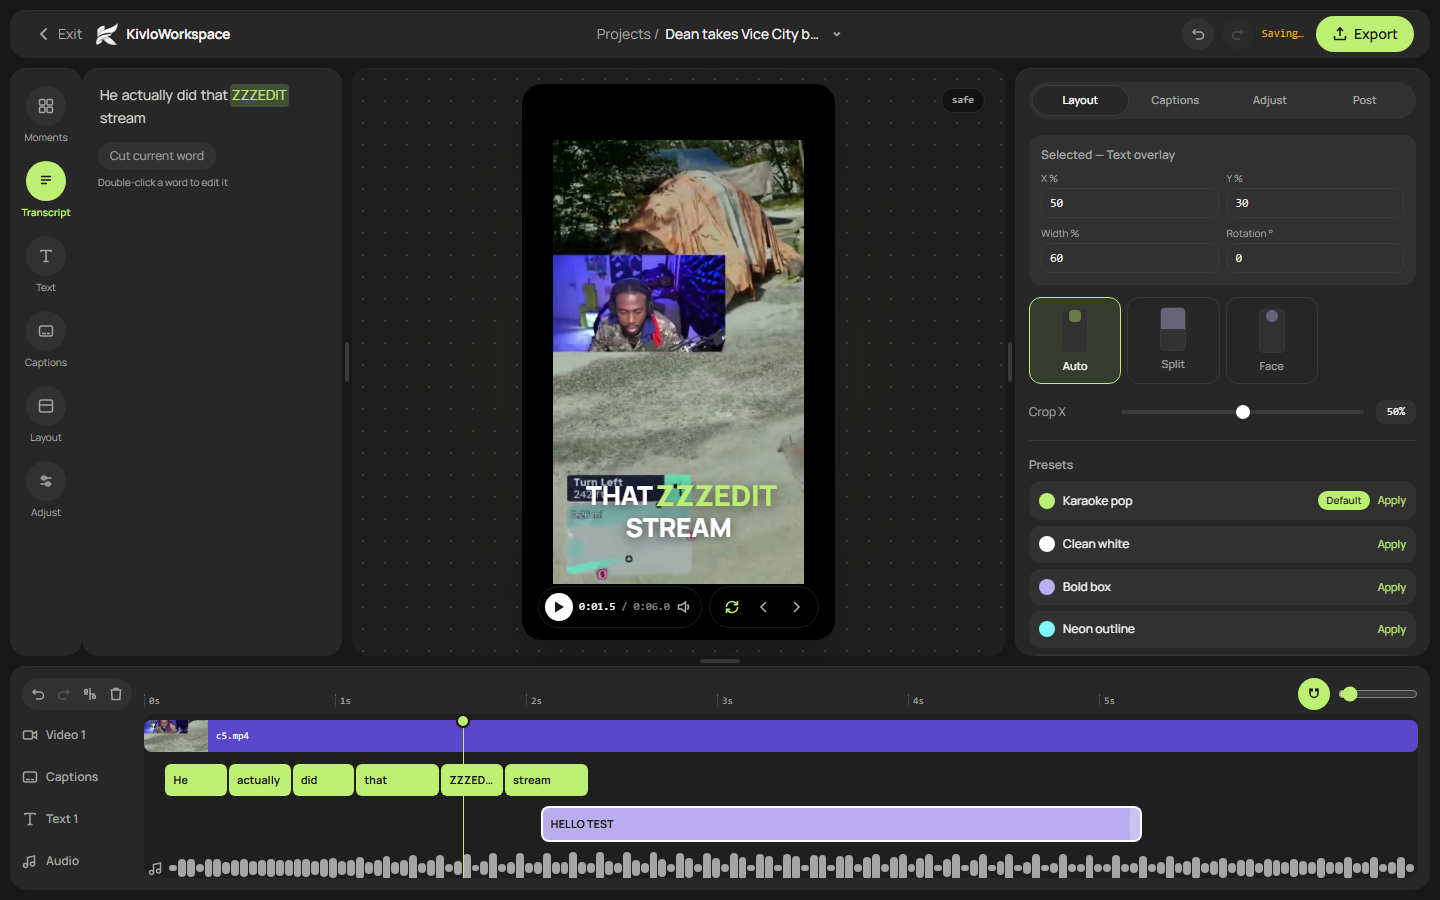 Exit
KivloWorkspace
Projects / Dean takes Vice City b...
Saving…
Export
Moments
Transcript
Text
Captions
Layout
Adjust
He actually did that ZZZEDIT
stream
Cut current word
Double-click a word to edit it
safe
Turn Left
THAT ZZZEDIT
STREAM
0:01.5 / 0:06.0
Layout
Captions
Adjust
Post
Selected — Text overlay
X %
Y %
50
30
Width %
Rotation °
60
0
Auto
Split
Face
Crop X
50%
Presets
Karaoke pop
Default
Apply
Clean white
Apply
Bold box
Apply
Neon outline
Apply
0s
1s
2s
3s
4s
5s
Video 1
c5.mp4
Captions
He
actually
did
that
ZZZED...
stream
Text 1
HELLO TEST
Audio